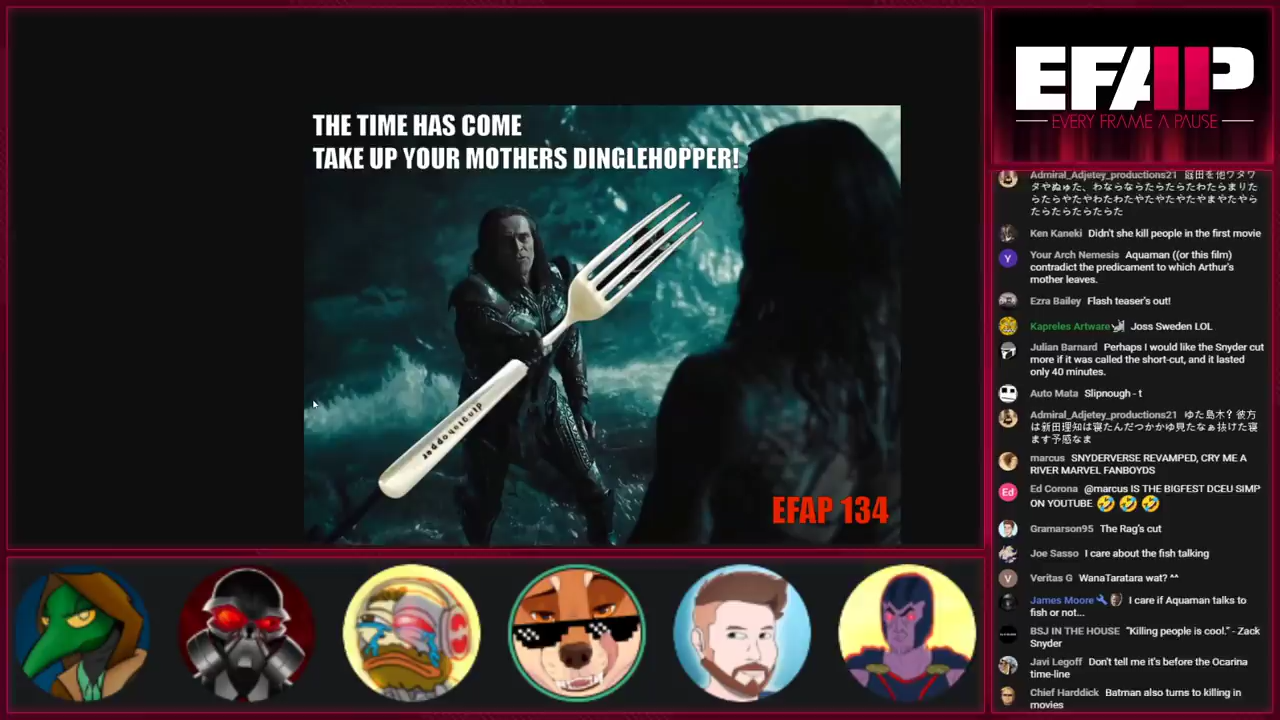 THE TIME HAS COME
TAKE UP YOUR MOTHERS DINGLEHOPPER!
dinglehopper
EFAP 134
EFAP
EVERY FRAME A PAUSE
Admiral_Adjetey_productions21 庭田を他ワタワ
タやぬゅた、わならならたらたらたわたらまりた
らたらやたやわたわたやたやたやたやまやたやら
たらたらたらたらた
Ken Kaneki Didn't she kill people in the first movie
Your Arch Nemesis Aquaman ((or this film)
contradict the predicament to which Arthur's
mother leaves.
Ezra Bailey Flash teaser's out!
Kapreles Artware Joss Sweden LOL
Julian Barnard Perhaps I would like the Snyder cut
more if it was called the short-cut, and it lasted
only 40 minutes.
Auto Mata Slipnough - t
Admiral_Adjetey_productions21 ゆた島木？彼方
は新田理知は寝たんだつかかゆ見たなぁ抜けた寝
ます予感なま
marcus SNYDERVERSE REVAMPED, CRY ME A
RIVER MARVEL FANBOYDS
Ed
Ed Corona @marcus IS THE BIGFEST DCEU SIMP
ON YOUTUBE 🤣 🤣 🤣
Gramarson95 The Rag's cut
Joe Sasso I care about the fish talking
Veritas G WanaTaratara wat? ^^
James Moore I care if Aquaman talks to
fish or not...
BSJ IN THE HOUSE “Killing people is cool.” - Zack
Snyder
Javi Legoff Don't tell me it's before the Ocarina
time-line
Chief Harddick Batman also turns to killing in
movies